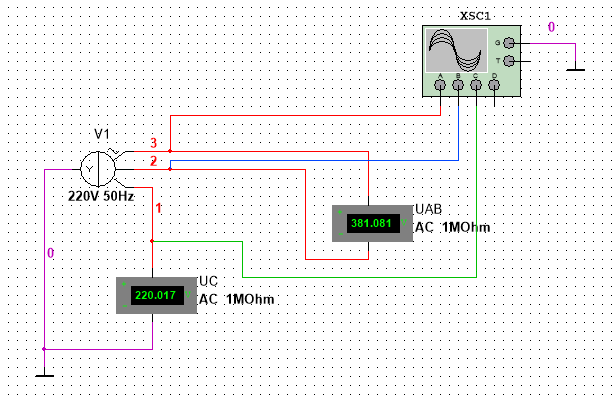 XSC1
0
G
T
A B C D
V1
3
2
Y
220V 50Hz
1
UAB
381.081
AC 1MOhm
0
UC
220.017
AC 1MOhm